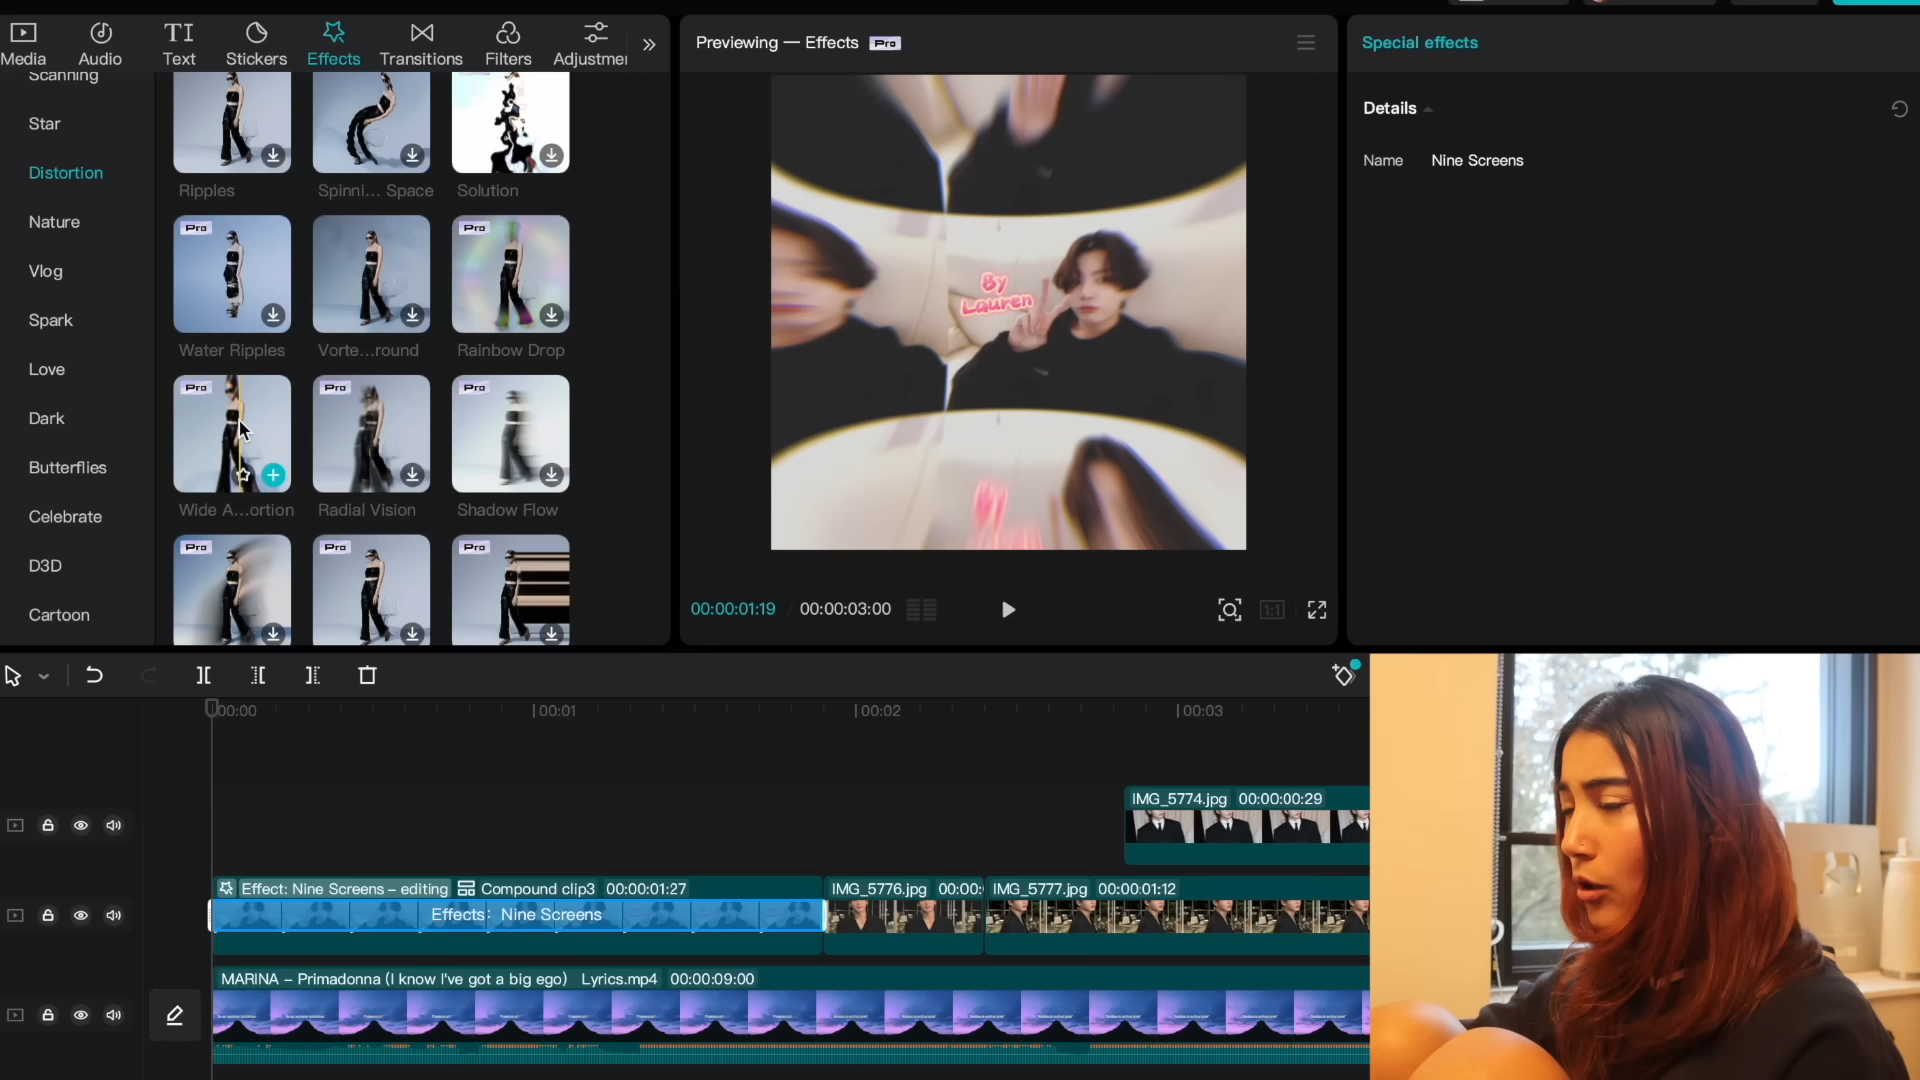 Media
Audio
Text
Stickers
Effects
Transitions
Filters
Adjustmen
Previewing — Effects Pro
Special effects
Scanning
Star
Distortion
Nature
Vlog
Spark
Love
Dark
Butterflies
Celebrate
D3D
Cartoon
Ripples
Spinni... Space
Solution
Pro
Pro
Water Ripples
Vorte...round
Rainbow Drop
Pro
Pro
Pro
Wide A...ortion
Radial Vision
Shadow Flow
Pro
Pro
Pro
By
Lauren
00:00:01:19 / 00:00:03:00
1:1
Details
Name Nine Screens
00:00
00:01
00:02
00:03
IMG_5774.jpg 00:00:00:29
Effect: Nine Screens – editing Compound clip3 00:00:01:27
IMG_5776.jpg 00:00:
IMG_5777.jpg 00:00:01:12
Effects: Nine Screens
MARINA – Primadonna (I know I've got a big ego) Lyrics.mp4 00:00:09:00